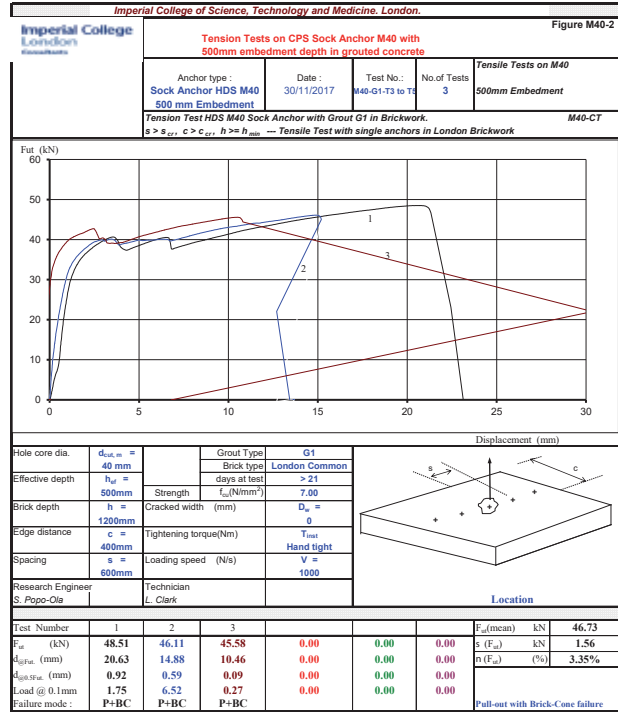 Imperial College of Science, Technology and Medicine. London.
Imperial College
London
Consultants
Figure M40-2
Tension Tests on CPS Sock Anchor M40 with
500mm embedment depth in grouted concrete
Anchor type :
Sock Anchor HDS M40
500 mm Embedment
Date :
30/11/2017
Test No.:
M40-G1-T3 to T5
No.of Tests
3
Tensile Tests on M40
500mm Embedment
Tension Test HDS M40 Sock Anchor with Grout G1 in Brickwork. M40-CT
s > s cr, c > c cr, h >= h min --- Tensile Test with single anchors in London Brickwork
Fut (kN)
60
50
40
30
20
10
0
0 5 10 15 20 25 30
1
2
3
Displacement (mm)
Hole core dia. dcut, m = Grout Type G1
40 mm Brick type London Common
Effective depth hef = days at test > 21
500mm Strength fcu(N/mm²) 7.00
Brick depth h = Cracked width (mm) Dw =
1200mm 0
Edge distance c = Tightening torque(Nm) Tinst
400mm Hand tight
Spacing s = Loading speed (N/s) V =
600mm 1000
Research Engineer Technician
S. Popo-Ola L. Clark
s
c
Location
Test Number 1 2 3 Fut(mean) kN 46.73
Fut (kN) 48.51 46.11 45.58 0.00 0.00 0.00 s (Fut) kN 1.56
d@Fut. (mm) 20.63 14.88 10.46 0.00 0.00 0.00 n (Fut) (%) 3.35%
d@0.5Fut. (mm) 0.92 0.59 0.09 0.00 0.00 0.00
Load @ 0.1mm 1.75 6.52 0.27 0.00 0.00 0.00
Failure mode : P+BC P+BC P+BC Pull-out with Brick-Cone failure